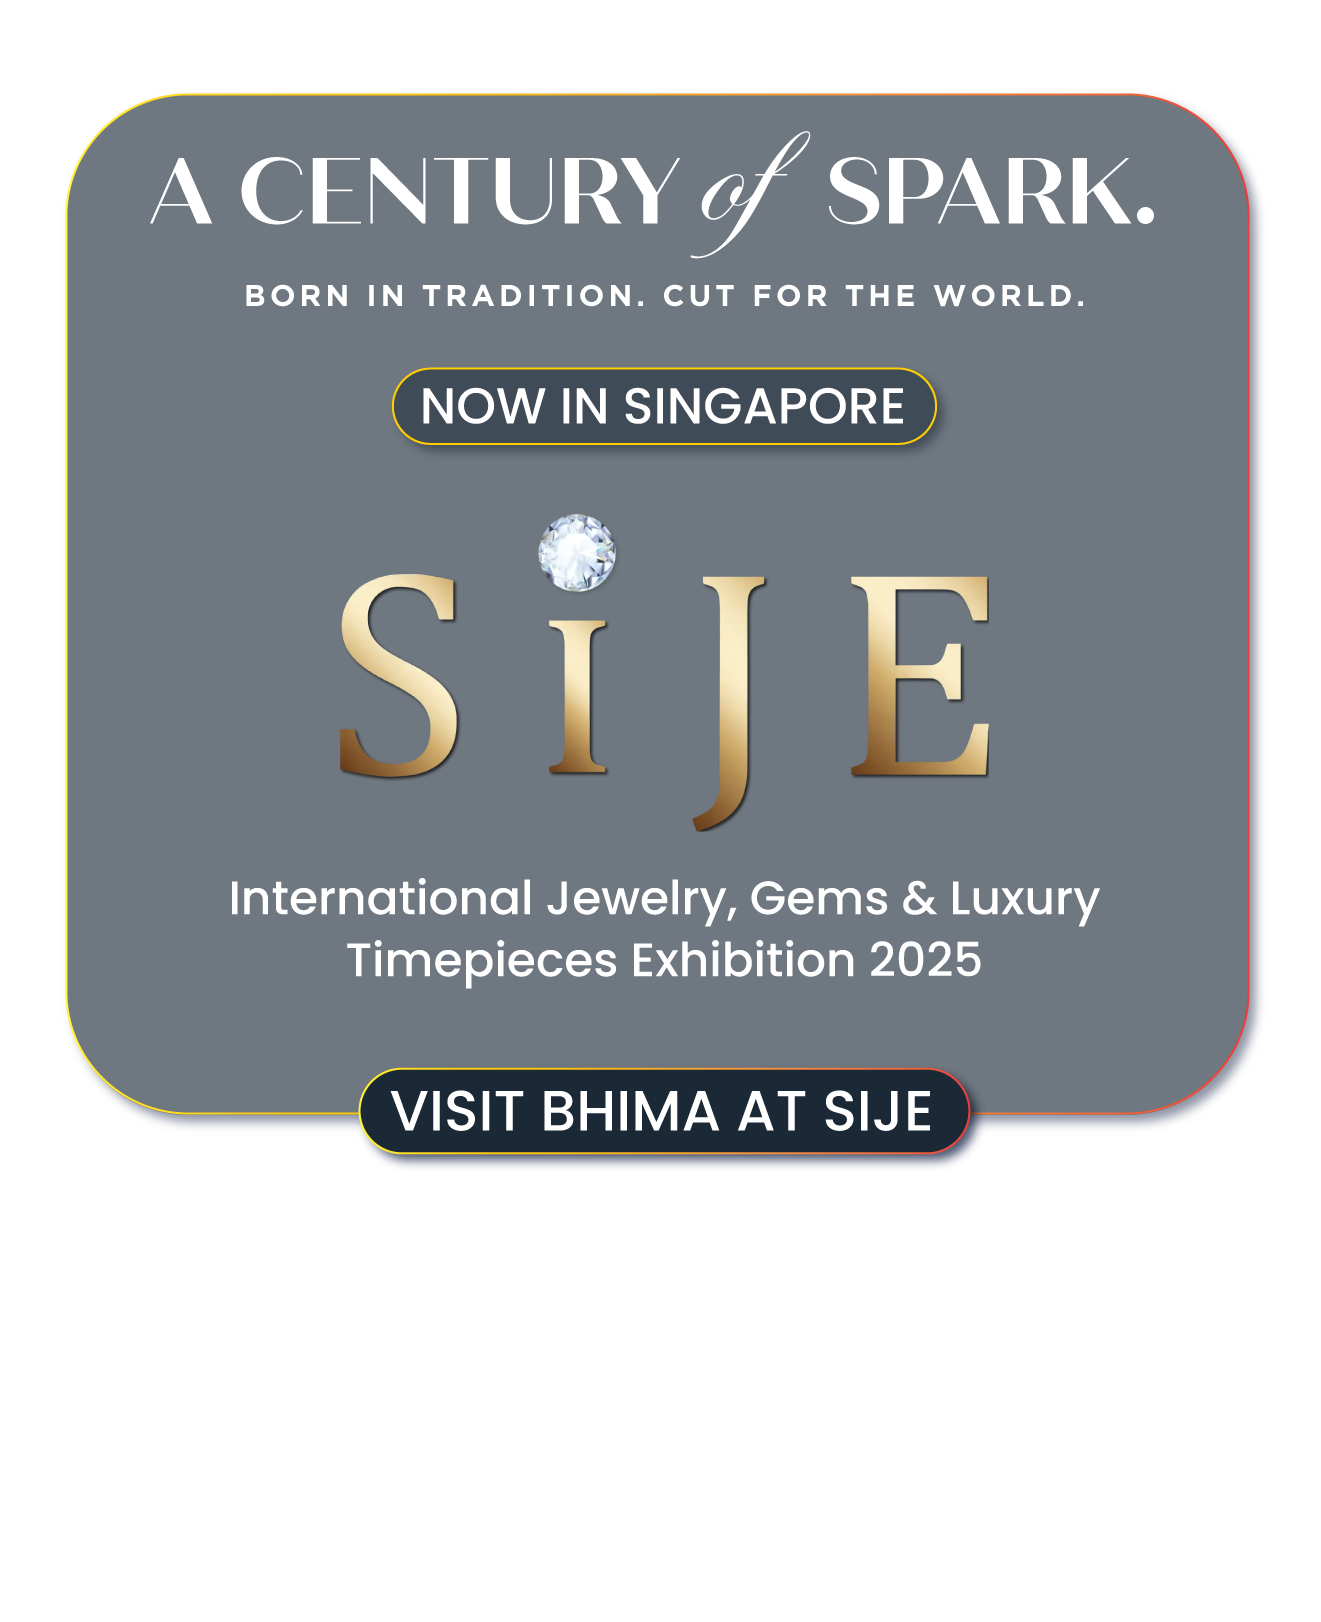 A CENTURY of SPARK.
BORN IN TRADITION. CUT FOR THE WORLD.
NOW IN SINGAPORE
SiJE
International Jewelry, Gems & Luxury
Timepieces Exhibition 2025
VISIT BHIMA AT SIJE